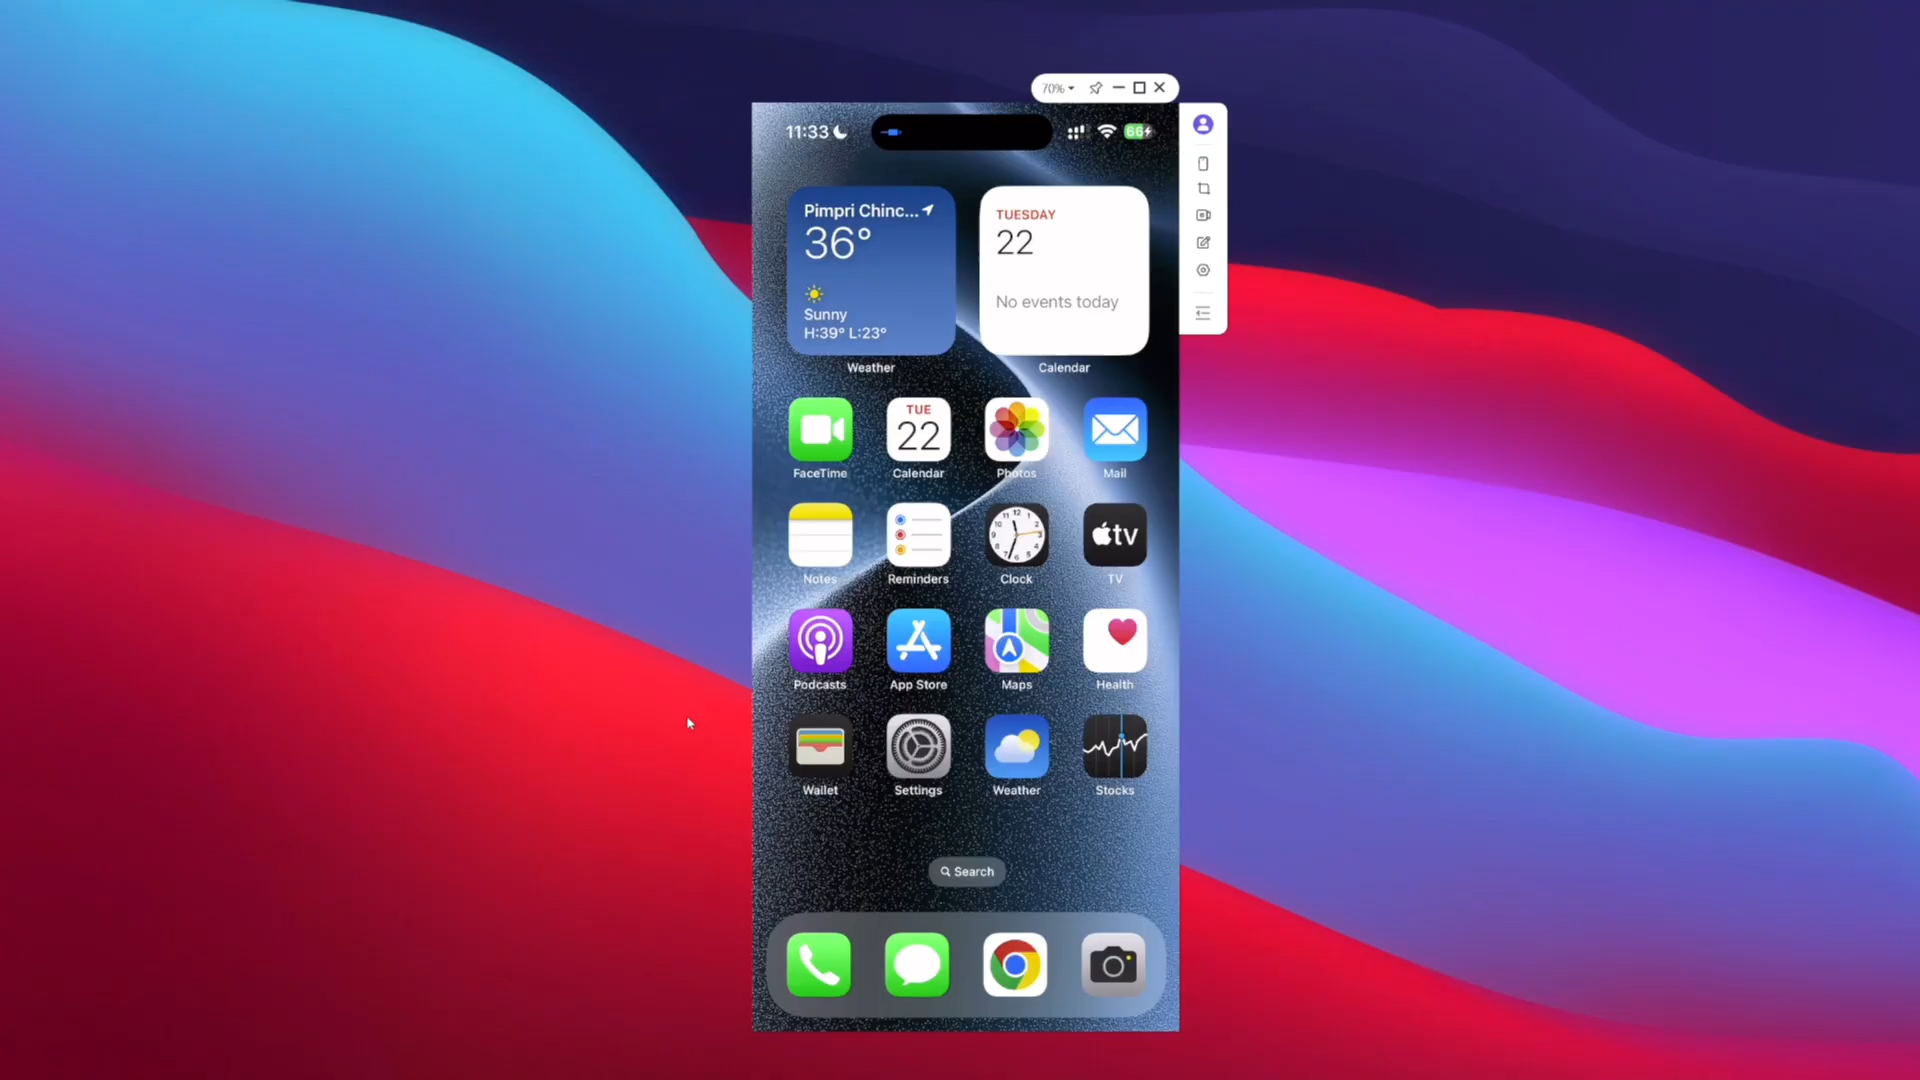 70%
11:33
66
Pimpri Chinc...
36°
Sunny
H:39° L:23°
Weather
TUESDAY
22
No events today
Calendar
FaceTime
TUE
22
Calendar
Photos
Mail
Notes
Reminders
Clock
tv
TV
Podcasts
App Store
Maps
Health
Wallet
Settings
Weather
Stocks
Search